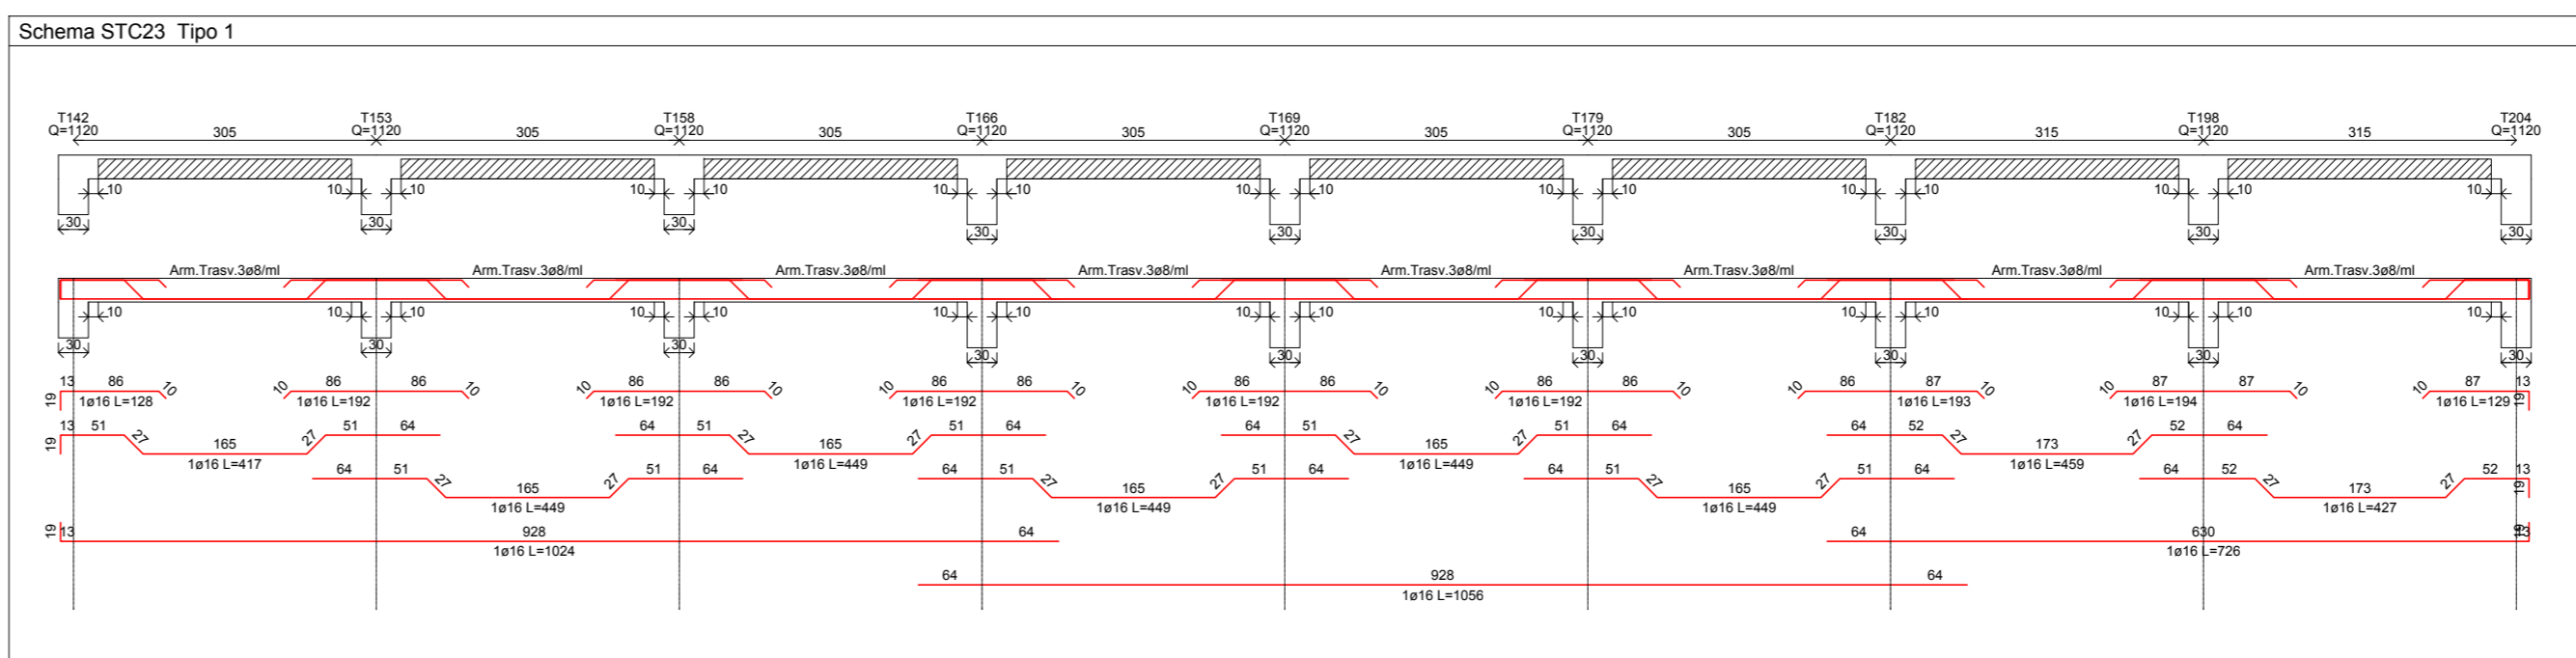 Schema STC23 Tipo 1
T142 T153 T158 T166 T169 T179 T182 T198 T204
Q=1120 Q=1120 Q=1120 Q=1120 Q=1120 Q=1120 Q=1120 Q=1120 Q=1120
305 305 305 305 305 305 315 315
10 10 10 10 10 10 10 10 10 10 10 10 10 10 10 10
30 30 30 30 30 30 30 30 30
Arm.Trasv.3ø8/ml Arm.Trasv.3ø8/ml Arm.Trasv.3ø8/ml Arm.Trasv.3ø8/ml Arm.Trasv.3ø8/ml Arm.Trasv.3ø8/ml Arm.Trasv.3ø8/ml Arm.Trasv.3ø8/ml
10 10 10 10 10 10 10 10 10 10 10 10 10 10 10 10
30 30 30 30 30 30 30 30 30
19 13 86 10 10 86 86 10 10 86 86 10 10 86 86 10 10 86 86 10 10 86 86 10 10 86 87 10 10 87 87 10 10 87 13 19
1ø16 L=128 1ø16 L=192 1ø16 L=192 1ø16 L=192 1ø16 L=192 1ø16 L=192 1ø16 L=193 1ø16 L=194 1ø16 L=129
19 13 51 27 165 27 51 64 64 51 27 165 27 51 64 64 51 27 165 27 51 64 64 52 27 173 27 52 64
1ø16 L=417 1ø16 L=449 1ø16 L=449 1ø16 L=459
64 51 27 165 27 51 64 64 51 27 165 27 51 64 64 51 27 165 27 51 64 64 52 27 173 27 52 13 19
1ø16 L=449 1ø16 L=449 1ø16 L=449 1ø16 L=427
19 13 928 64 64 630 13 19
1ø16 L=1024 1ø16 L=726
64 928 64
1ø16 L=1056